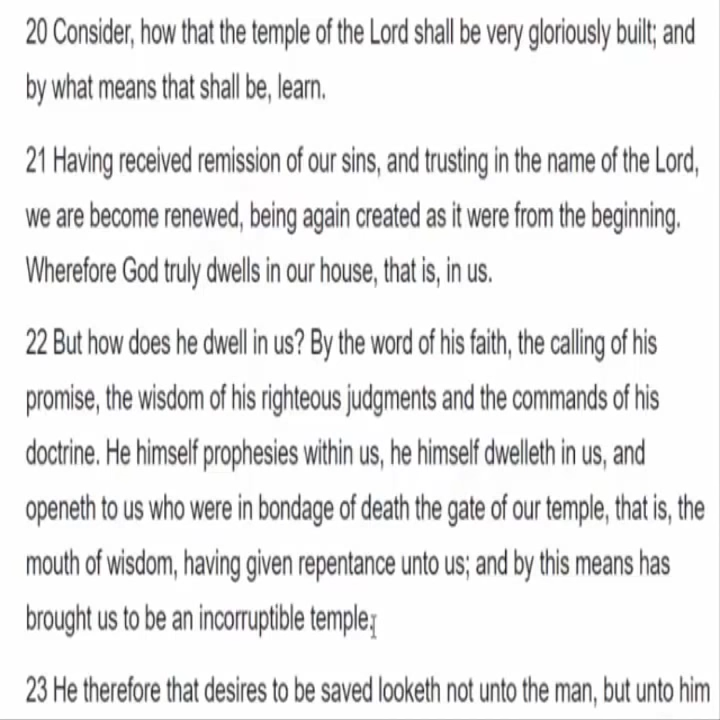 20 Consider, how that the temple of the Lord shall be very gloriously built; and
by what means that shall be, learn.
21 Having received remission of our sins, and trusting in the name of the Lord,
we are become renewed, being again created as it were from the beginning.
Wherefore God truly dwells in our house, that is, in us.
22 But how does he dwell in us? By the word of his faith, the calling of his
promise, the wisdom of his righteous judgments and the commands of his
doctrine. He himself prophesies within us, he himself dwelleth in us, and
openeth to us who were in bondage of death the gate of our temple, that is, the
mouth of wisdom, having given repentance unto us; and by this means has
brought us to be an incorruptible temple.
23 He therefore that desires to be saved looketh not unto the man, but unto him